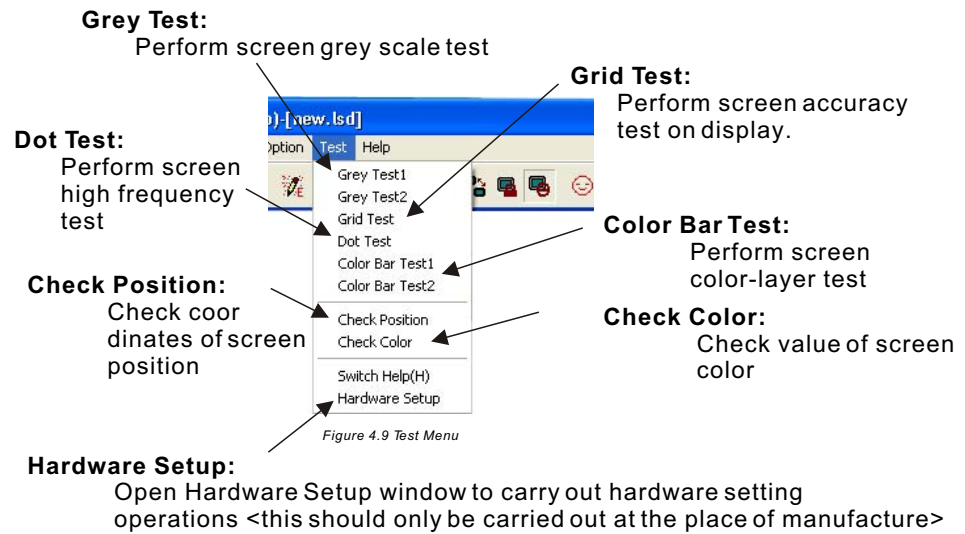 Grey Test:
Perform screen grey scale test
Grid Test:
Perform screen accuracy
test on display.
Dot Test:
Perform screen
high frequency
test
)-[new.lsd]
Option Test Help
Grey Test1
Grey Test2
Grid Test
Dot Test
Color Bar Test1
Color Bar Test2
Check Position
Check Color
Switch Help(H)
Hardware Setup
Color Bar Test:
Perform screen
color-layer test
Check Position:
Check coor
dinates of screen
position
Check Color:
Check value of screen
color
Figure 4.9 Test Menu
Hardware Setup:
Open Hardware Setup window to carry out hardware setting
operations <this should only be carried out at the place of manufacture>